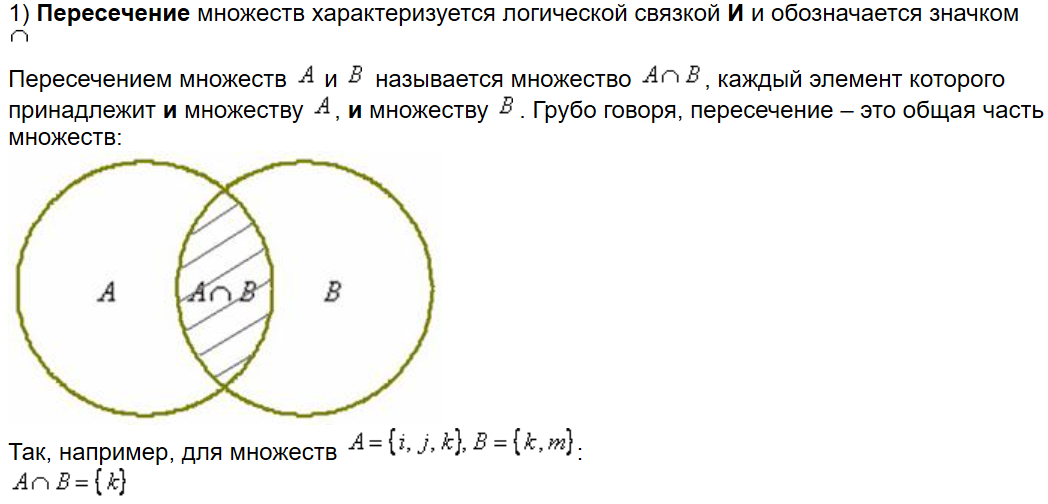 1) Пересечение множеств характеризуется логической связкой И и обозначается значком
∩
Пересечением множеств A и B называется множество A∩B, каждый элемент которого
принадлежит и множеству A, и множеству B. Грубо говоря, пересечение – это общая часть
множеств:
A A∩B B
Так, например, для множеств A={i, j, k}, B={k, m}:
A∩B={k}